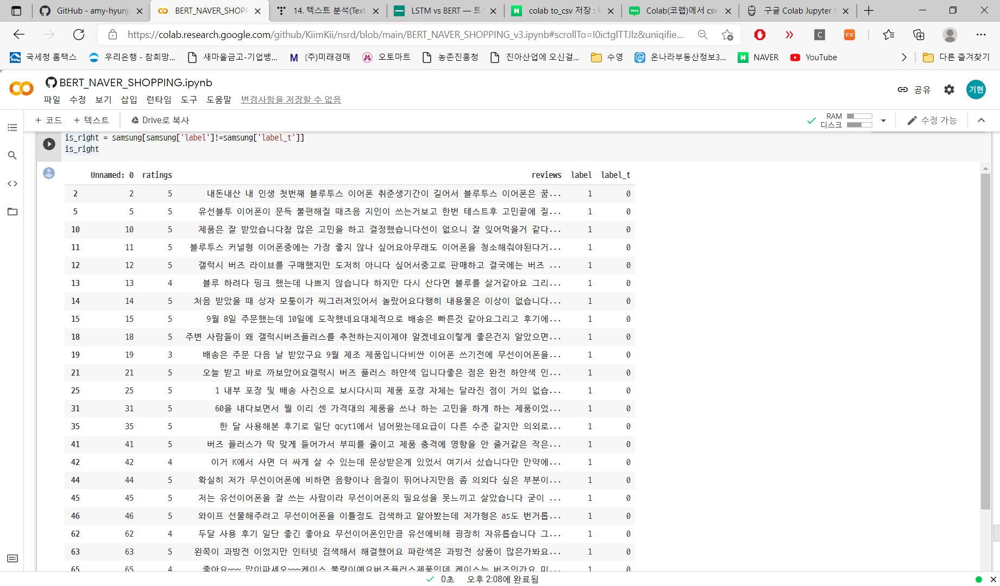 GitHub - amy-hyunji
BERT_NAVER_SHOPP
14. 텍스트 분석(Text
LSTM vs BERT — 트
colab to_csv 저장 : 네
Colab(코랩)에서 csv
구글 Colab Jupyter N
https://colab.research.google.com/github/KiimKii/nsrd/blob/main/BERT_NAVER_SHOPPING_v3.ipynb#scrollTo=I0ictglTTJlz&uniqifie...
국세청 홈택스 우리은행 - 참희망... 새마을금고-기업뱅... (주)미래경매 오토마트 농촌진흥청 진아산업에 오신걸... 수영 온나라부동산정보3... NAVER YouTube 다른 즐겨찾기
BERT_NAVER_SHOPPING.ipynb
파일 수정 보기 삽입 런타임 도구 도움말 변경사항을 저장할 수 없음
공유 기현
+ 코드 + 텍스트 Drive로 복사
RAM
디스크
수정 가능
is_right = samsung[samsung['label']!=samsung['label_t']]
is_right
Unnamed: 0 ratings reviews label label_t
2 2 5 내돈내산 내 인생 첫번째 블루투스 이어폰 취준생기간이 길어서 블루투스 이어폰은 꿈... 1 0
5 5 5 유선블투 이어폰이 문득 불편해질 때즈음 지인이 쓰는거보고 한번 테스트후 고민끝에 질... 1 0
10 10 5 제품은 잘 받았습니다참 많은 고민을 하고 결정했습니다선이 없으니 잘 잊어먹을거 같다... 1 0
11 11 5 블루투스 커널형 이어폰중에는 가장 좋지 않나 싶어요아무래도 이어폰을 청소해줘야된다거... 1 0
12 12 5 갤럭시 버즈 라이브를 구매했지만 도저히 아니다 싶어서중고로 판매하고 결국에는 버즈 ... 1 0
13 13 4 블루 하려다 핑크 했는데 나쁘지 않습니다 하지만 다시 산다면 블루를 살거같아요 그리... 1 0
14 14 5 처음 받았을 때 상자 모퉁이가 찌그러져있어서 놀랐어요다행히 내용물은 이상이 없습니다... 1 0
15 15 5 9월 8일 주문했는데 10일에 도착했네요대체적으로 배송은 빠른것 같아요그리고 후기에... 1 0
18 18 5 주변 사람들이 왜 갤럭시버즈플러스를 추천하는지이제야 알겠네요이렇게 좋은건지 알았으면... 1 0
19 19 3 배송은 주문 다음 날 받았구요 9월 제조 제품입니다비싼 이어폰 쓰기전에 무선이어폰을... 1 0
21 21 5 오늘 받고 바로 까보았어요갤럭시 버즈 플러스 하얀색 입니다좋은 점은 완전 하얀색 인... 1 0
25 25 5 1 내부 포장 및 배송 사진으로 보시다시피 제품 포장 자체는 달라진 점이 거의 없습... 1 0
31 31 5 60을 내다보면서 뭘 이리 센 가격대의 제품을 쓰나 하는 고민을 하게 하는 제품이었... 1 0
35 35 5 한 달 사용해본 후기로 일단 qcyt1에서 넘어왔는데요급이 다른 수준 같지만 의외로... 1 0
41 41 5 버즈 플러스가 딱 맞게 들어가서 부피를 줄이고 제품 충격에 영향을 안 줄거같은 작은... 1 0
42 42 4 이거 K에서 사면 더 싸게 살 수 있는데 문상받은게 있었서 여기서 샀습니다만 만약에... 1 0
44 44 5 확실히 저가 무선이어폰에 비하면 음향이나 음질이 뛰어나지만음 좀 의외다 싶은 부분이... 1 0
45 45 5 저는 유선이어폰을 잘 쓰는 사람이라 무선이어폰의 필요성을 못느끼고 살았습니다 굳이 ... 1 0
46 46 5 와이프 선물해주려고 무선이어폰을 이틀정도 검색하고 알아봤는데 저가형은 as도 번거롭... 1 0
62 62 4 두달 사용 후기 일단 좋긴 좋아요 무선이어폰인만큼 유선에비해 굉장히 자유롭습니다 그... 1 0
63 63 5 왼쪽이 과방전 이었지만 인터넷 검색해서 해결했어요 파란색은 과방전 상품이 많은가봐요... 1 0
65 65 4 좋아요~~~ 많이파세요~~~케이스 불량이예요버즈플러스제품인데 케이스는 버즈인가요 미... 1 0
0초 오후 2:08에 완료됨